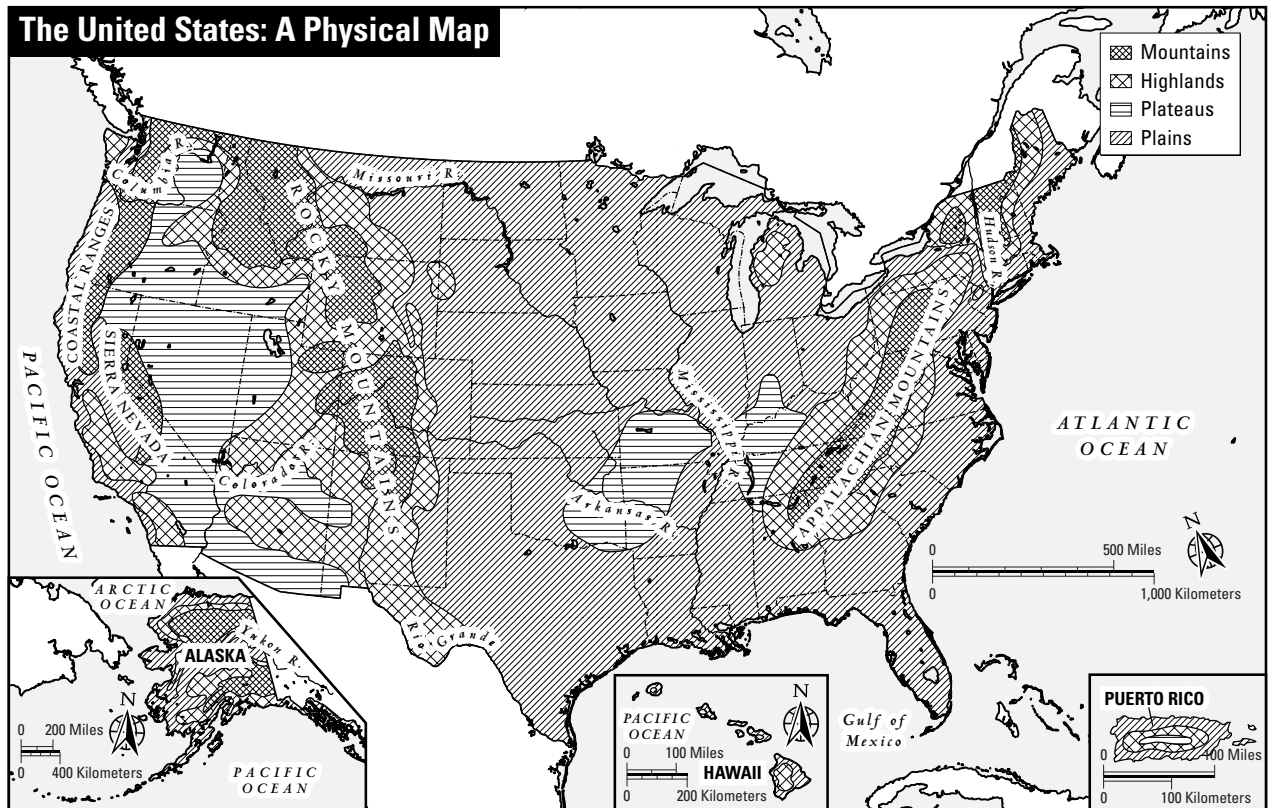 The United States: A Physical Map
Mountains
Highlands
Plateaus
Plains
Columbia R.
Missouri R.
ROCKY MOUNTAINS
COASTAL RANGES
SIERRA NEVADA
Colorado R.
Arkansas R.
Mississippi R.
Rio Grande
APPALACHIAN MOUNTAINS
Hudson R.
PACIFIC OCEAN
ATLANTIC
OCEAN
Gulf of
Mexico
N
0 500 Miles
0 1,000 Kilometers
ARCTIC
OCEAN
ALASKA
Yukon R.
N
0 200 Miles
0 400 Kilometers
PACIFIC
OCEAN
PACIFIC
OCEAN
N
0 100 Miles
HAWAII
0 200 Kilometers
PUERTO RICO
0 100 Miles
0 100 Kilometers